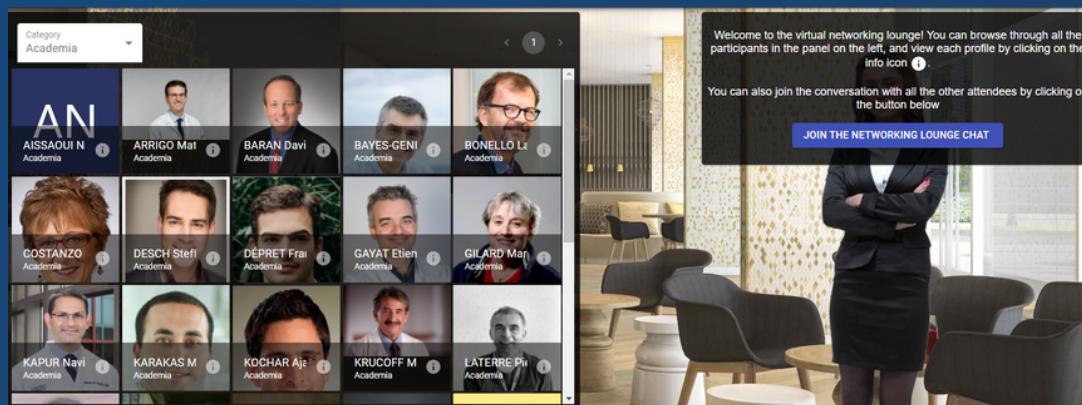 Category
Academia
1
AN
AISSAOUI N
Academia
ARRIGO Mat
Academia
BARAN Davi
Academia
BAYES-GENI
Academia
BONELLO La
Academia
COSTANZO
Academia
DESCH Steff
Academia
DÉPRET Fran
Academia
GAYAT Etien
Academia
GILARD Mar
Academia
KAPUR Navi
Academia
KARAKAS M
Academia
KOCHAR Aja
Academia
KRUCOFF M
Academia
LATERRE Pie
Academia
Welcome to the virtual networking lounge! You can browse through all the
participants in the panel on the left, and view each profile by clicking on the
info icon i .
You can also join the conversation with all the other attendees by clicking o
the button below
JOIN THE NETWORKING LOUNGE CHAT